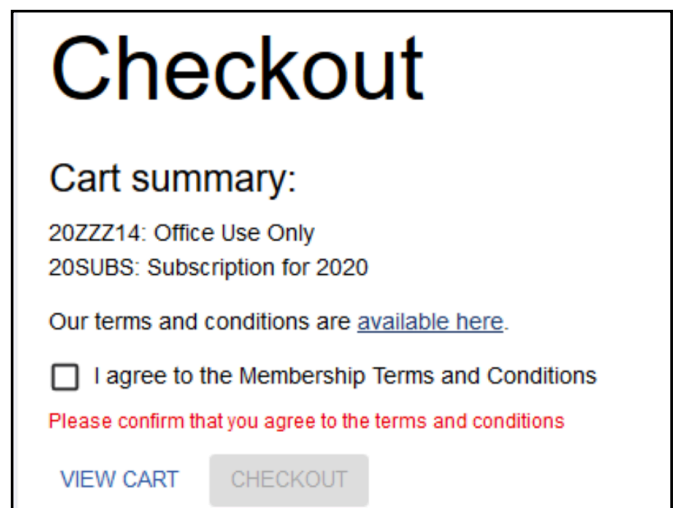 Checkout
Cart summary:
20ZZZ14: Office Use Only
20SUBS: Subscription for 2020
Our terms and conditions are available here.
I agree to the Membership Terms and Conditions
Please confirm that you agree to the terms and conditions
VIEW CART CHECKOUT